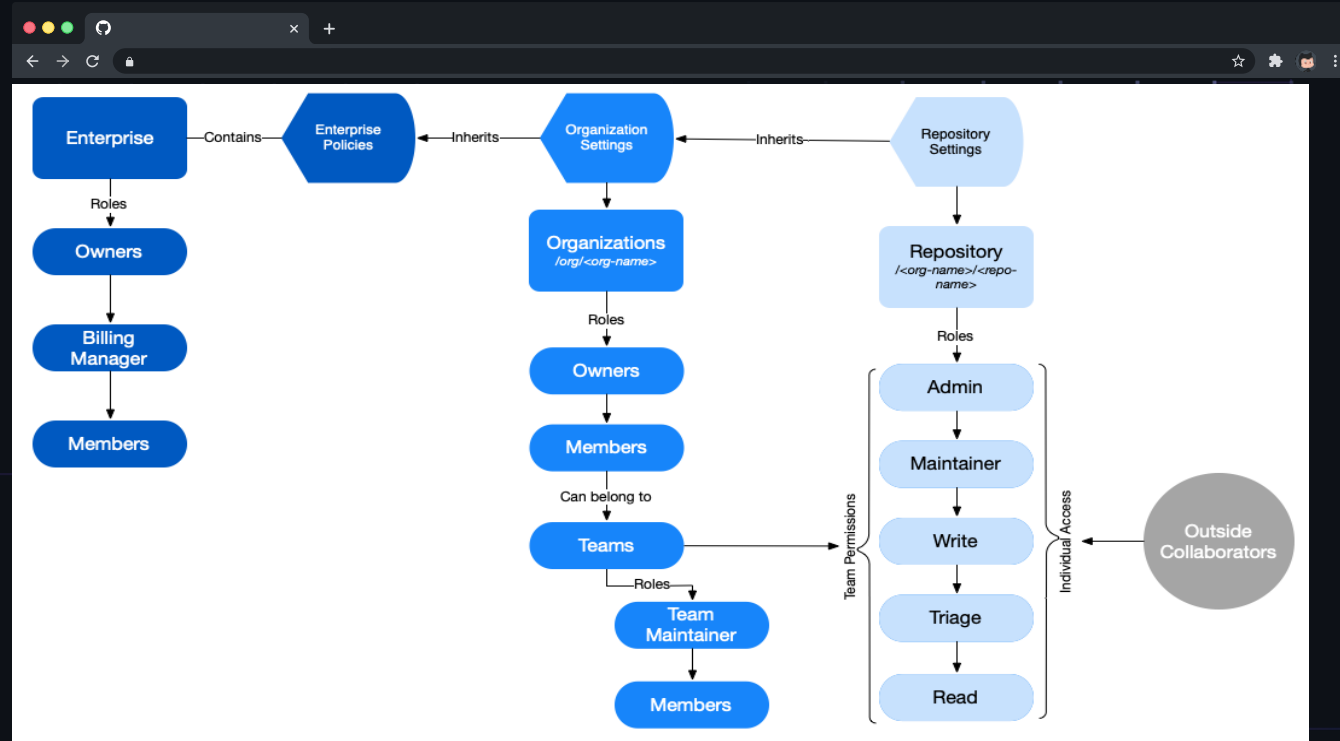 Enterprise
Contains
Enterprise
Policies
Inherits
Organization
Settings
Inherits
Repository
Settings
Roles
Owners
Billing
Manager
Members
Organizations
/org/<org-name>
Roles
Owners
Members
Can belong to
Teams
Roles
Team
Maintainer
Members
Repository
/<org-name>/<repo-
name>
Roles
Team Permissions
Admin
Maintainer
Write
Triage
Read
Individual Access
Outside
Collaborators